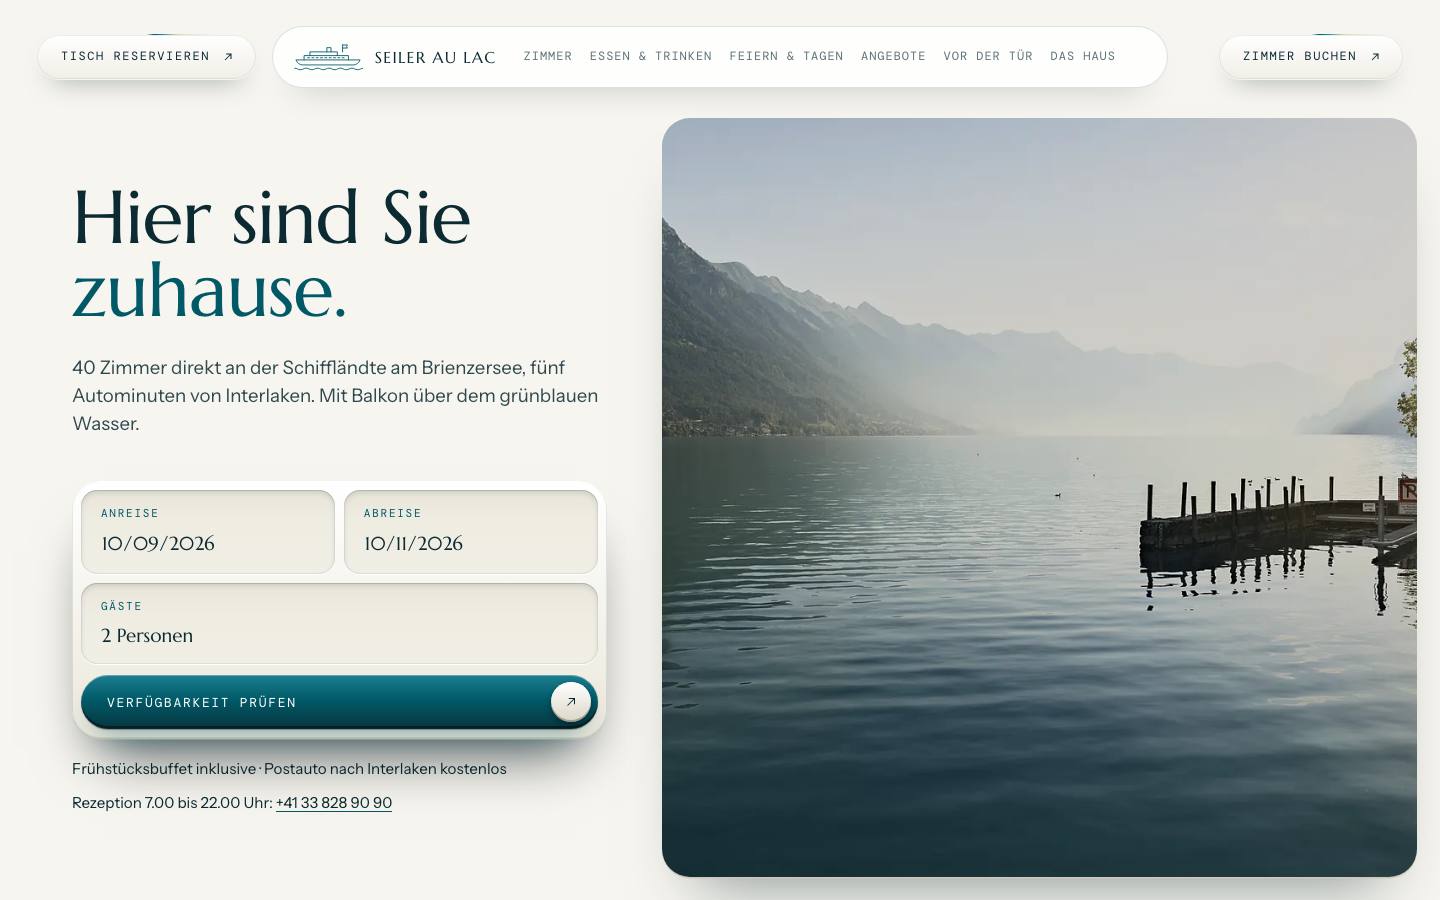 TISCH RESERVIEREN
SEILER AU LAC
ZIMMER ESSEN & TRINKEN FEIERN & TAGEN ANGEBOTE VOR DER TÜR DAS HAUS
ZIMMER BUCHEN
Hier sind Sie
zuhause.
40 Zimmer direkt an der Schiffländte am Brienzersee, fünf
Autominuten von Interlaken. Mit Balkon über dem grünblauen
Wasser.
ANREISE
10/09/2026
ABREISE
10/11/2026
GÄSTE
2 Personen
VERFÜGBARKEIT PRÜFEN
Frühstücksbuffet inklusive · Postauto nach Interlaken kostenlos
Rezeption 7.00 bis 22.00 Uhr: +41 33 828 90 90